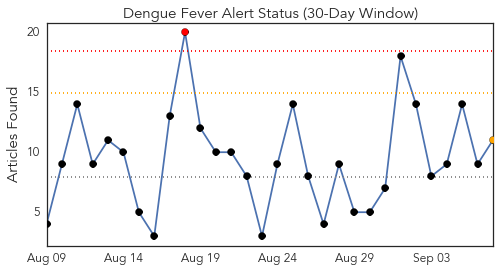 Dengue Fever Alert Status (30-Day Window)
Articles Found
20
15
10
5
Aug 09 Aug 14 Aug 19 Aug 24 Aug 29 Sep 03